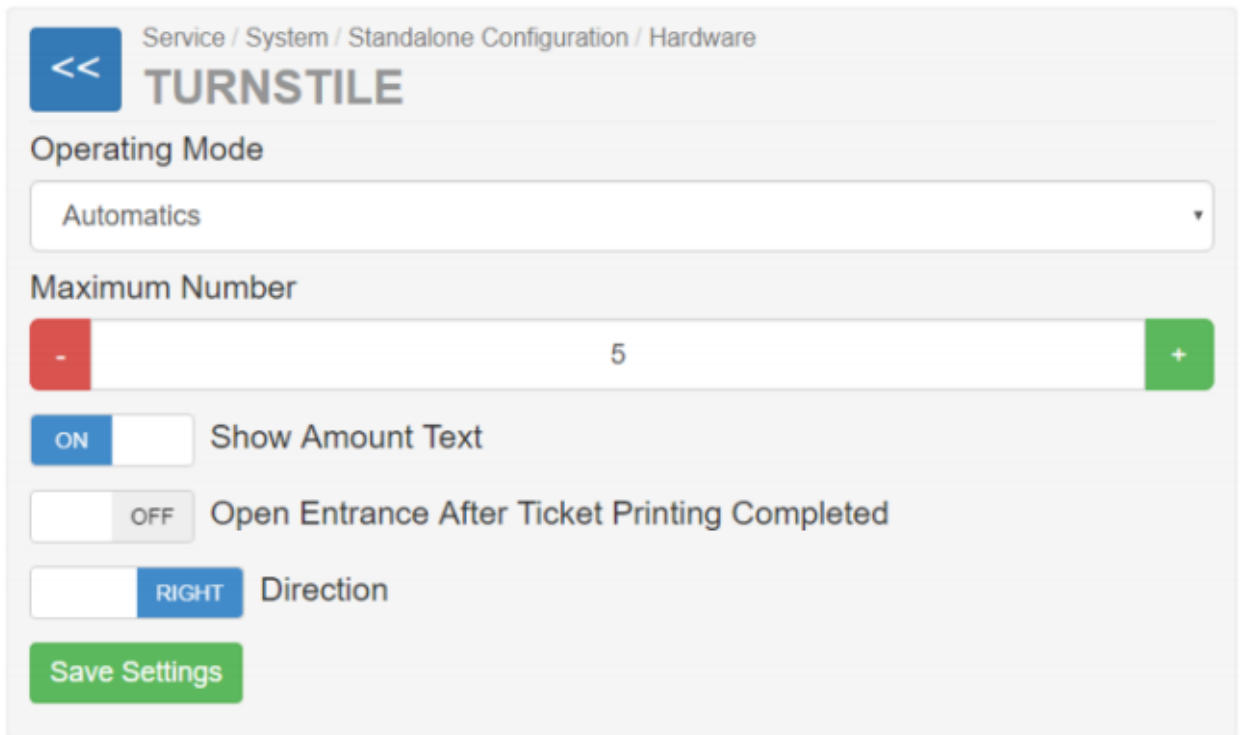 <<
Service / System / Standalone Configuration / Hardware
TURNSTILE
Operating Mode
Automatics
Maximum Number
- 5 +
ON Show Amount Text
OFF Open Entrance After Ticket Printing Completed
RIGHT Direction
Save Settings